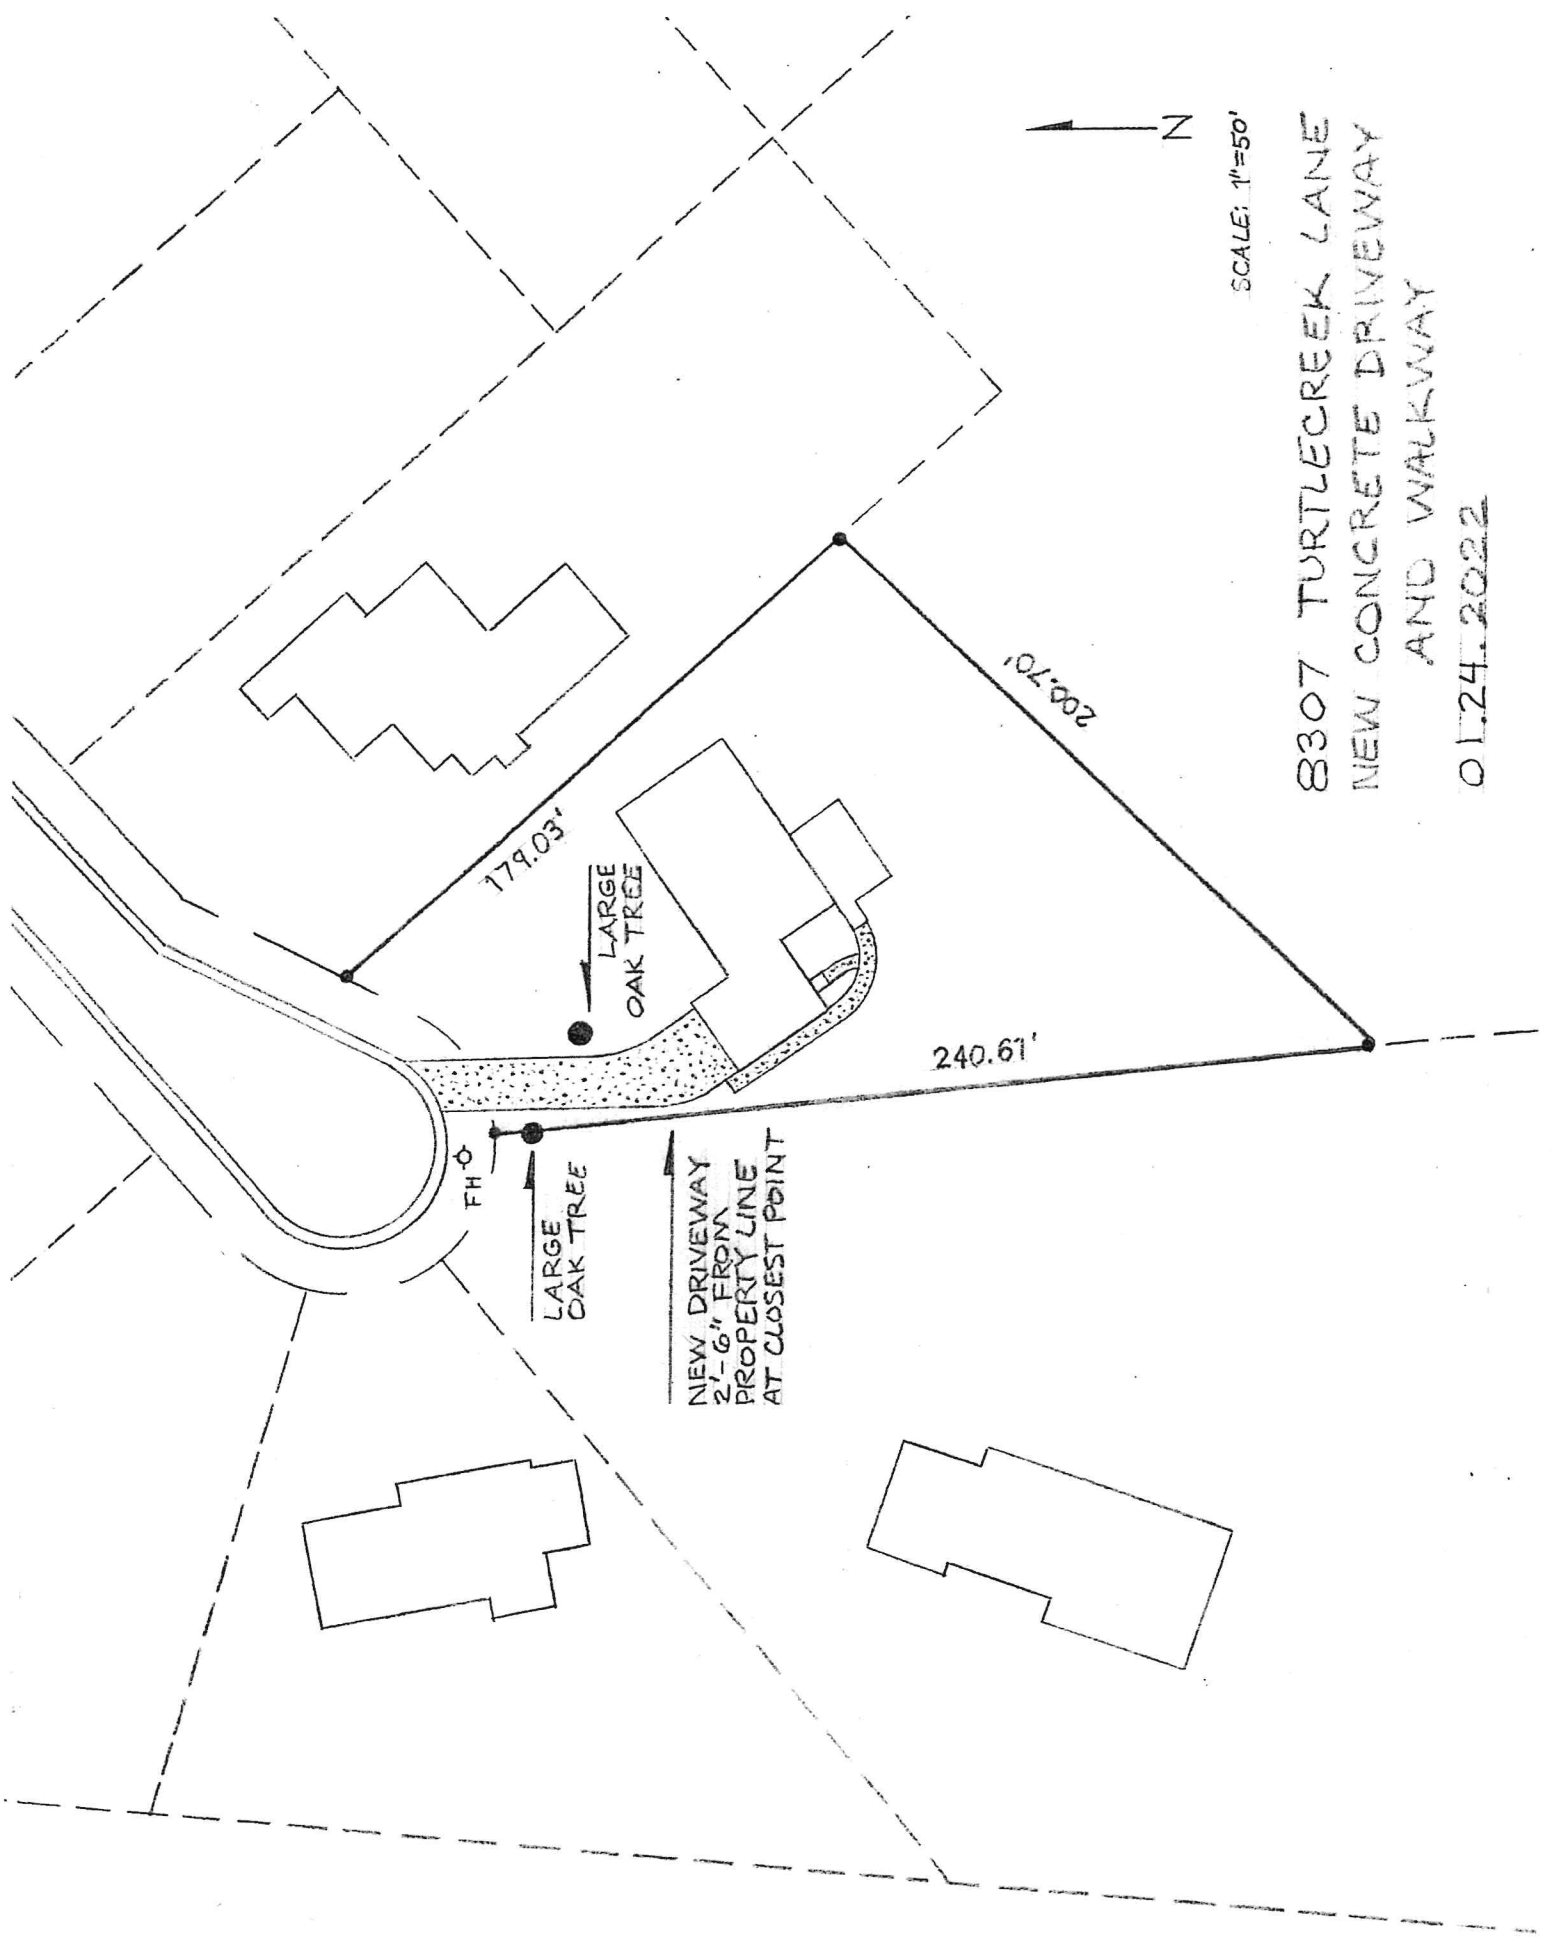 N
SCALE: 1"=50'
8307 TURTLECREEK LANE
NEW CONCRETE DRIVEWAY
AND WALKWAY
01.24.2022
179.03'
200.70'
240.61'
LARGE
OAK TREE
FH
LARGE
OAK TREE
NEW DRIVEWAY
2'-6" FROM
PROPERTY LINE
AT CLOSEST POINT